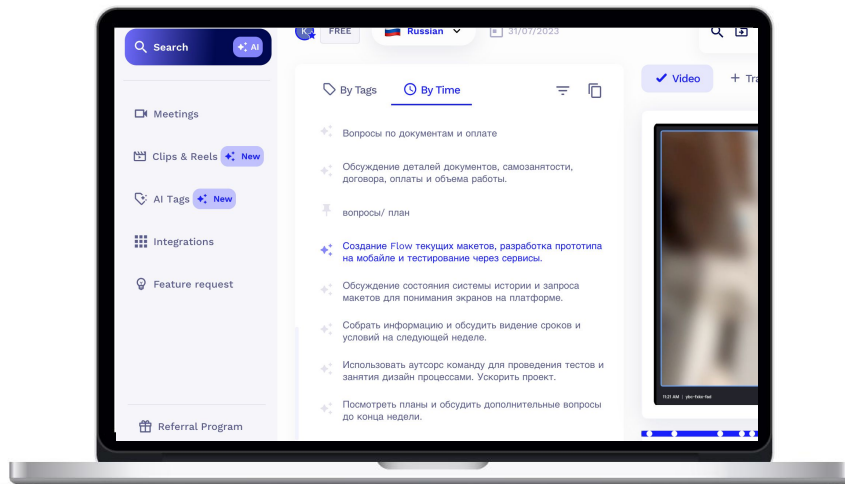 Search
AI
Meetings
Clips & Reels
New
AI Tags
New
Integrations
Feature request
Referral Program
K
FREE
Russian
31/07/2023
By Tags
By Time
Вопросы по документам и оплате
Обсуждение деталей документов, самозанятости,
договора, оплаты и объема работы.
вопросы/ план
Создание Flow текущих макетов, разработка прототипа
на мобайле и тестирование через сервисы.
Обсуждение состояния системы истории и запроса
макетов для понимания экранов на платформе.
Собрать информацию и обсудить видение сроков и
условий на следующей неделе.
Использовать аутсорс команду для проведения тестов и
занятия дизайн процессами. Ускорить проект.
Посмотреть планы и обсудить дополнительные вопросы
до конца недели.
Video
+ Tra
11:21 AM |